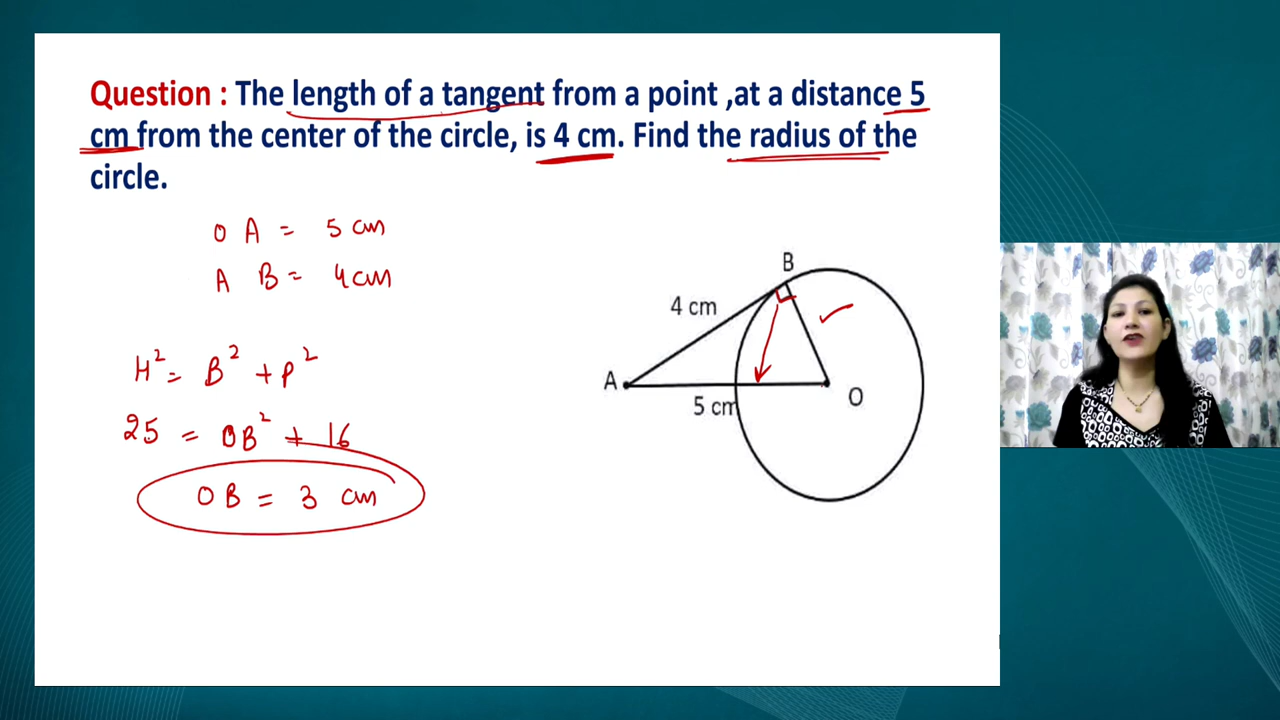 Question : The length of a tangent from a point ,at a distance 5
cm from the center of the circle, is 4 cm. Find the radius of the
circle.
O A = 5 cm
A B = 4 cm
H² = B² + P²
25 = OB² + 16
OB = 3 cm
B
4 cm
A
5 cm
O